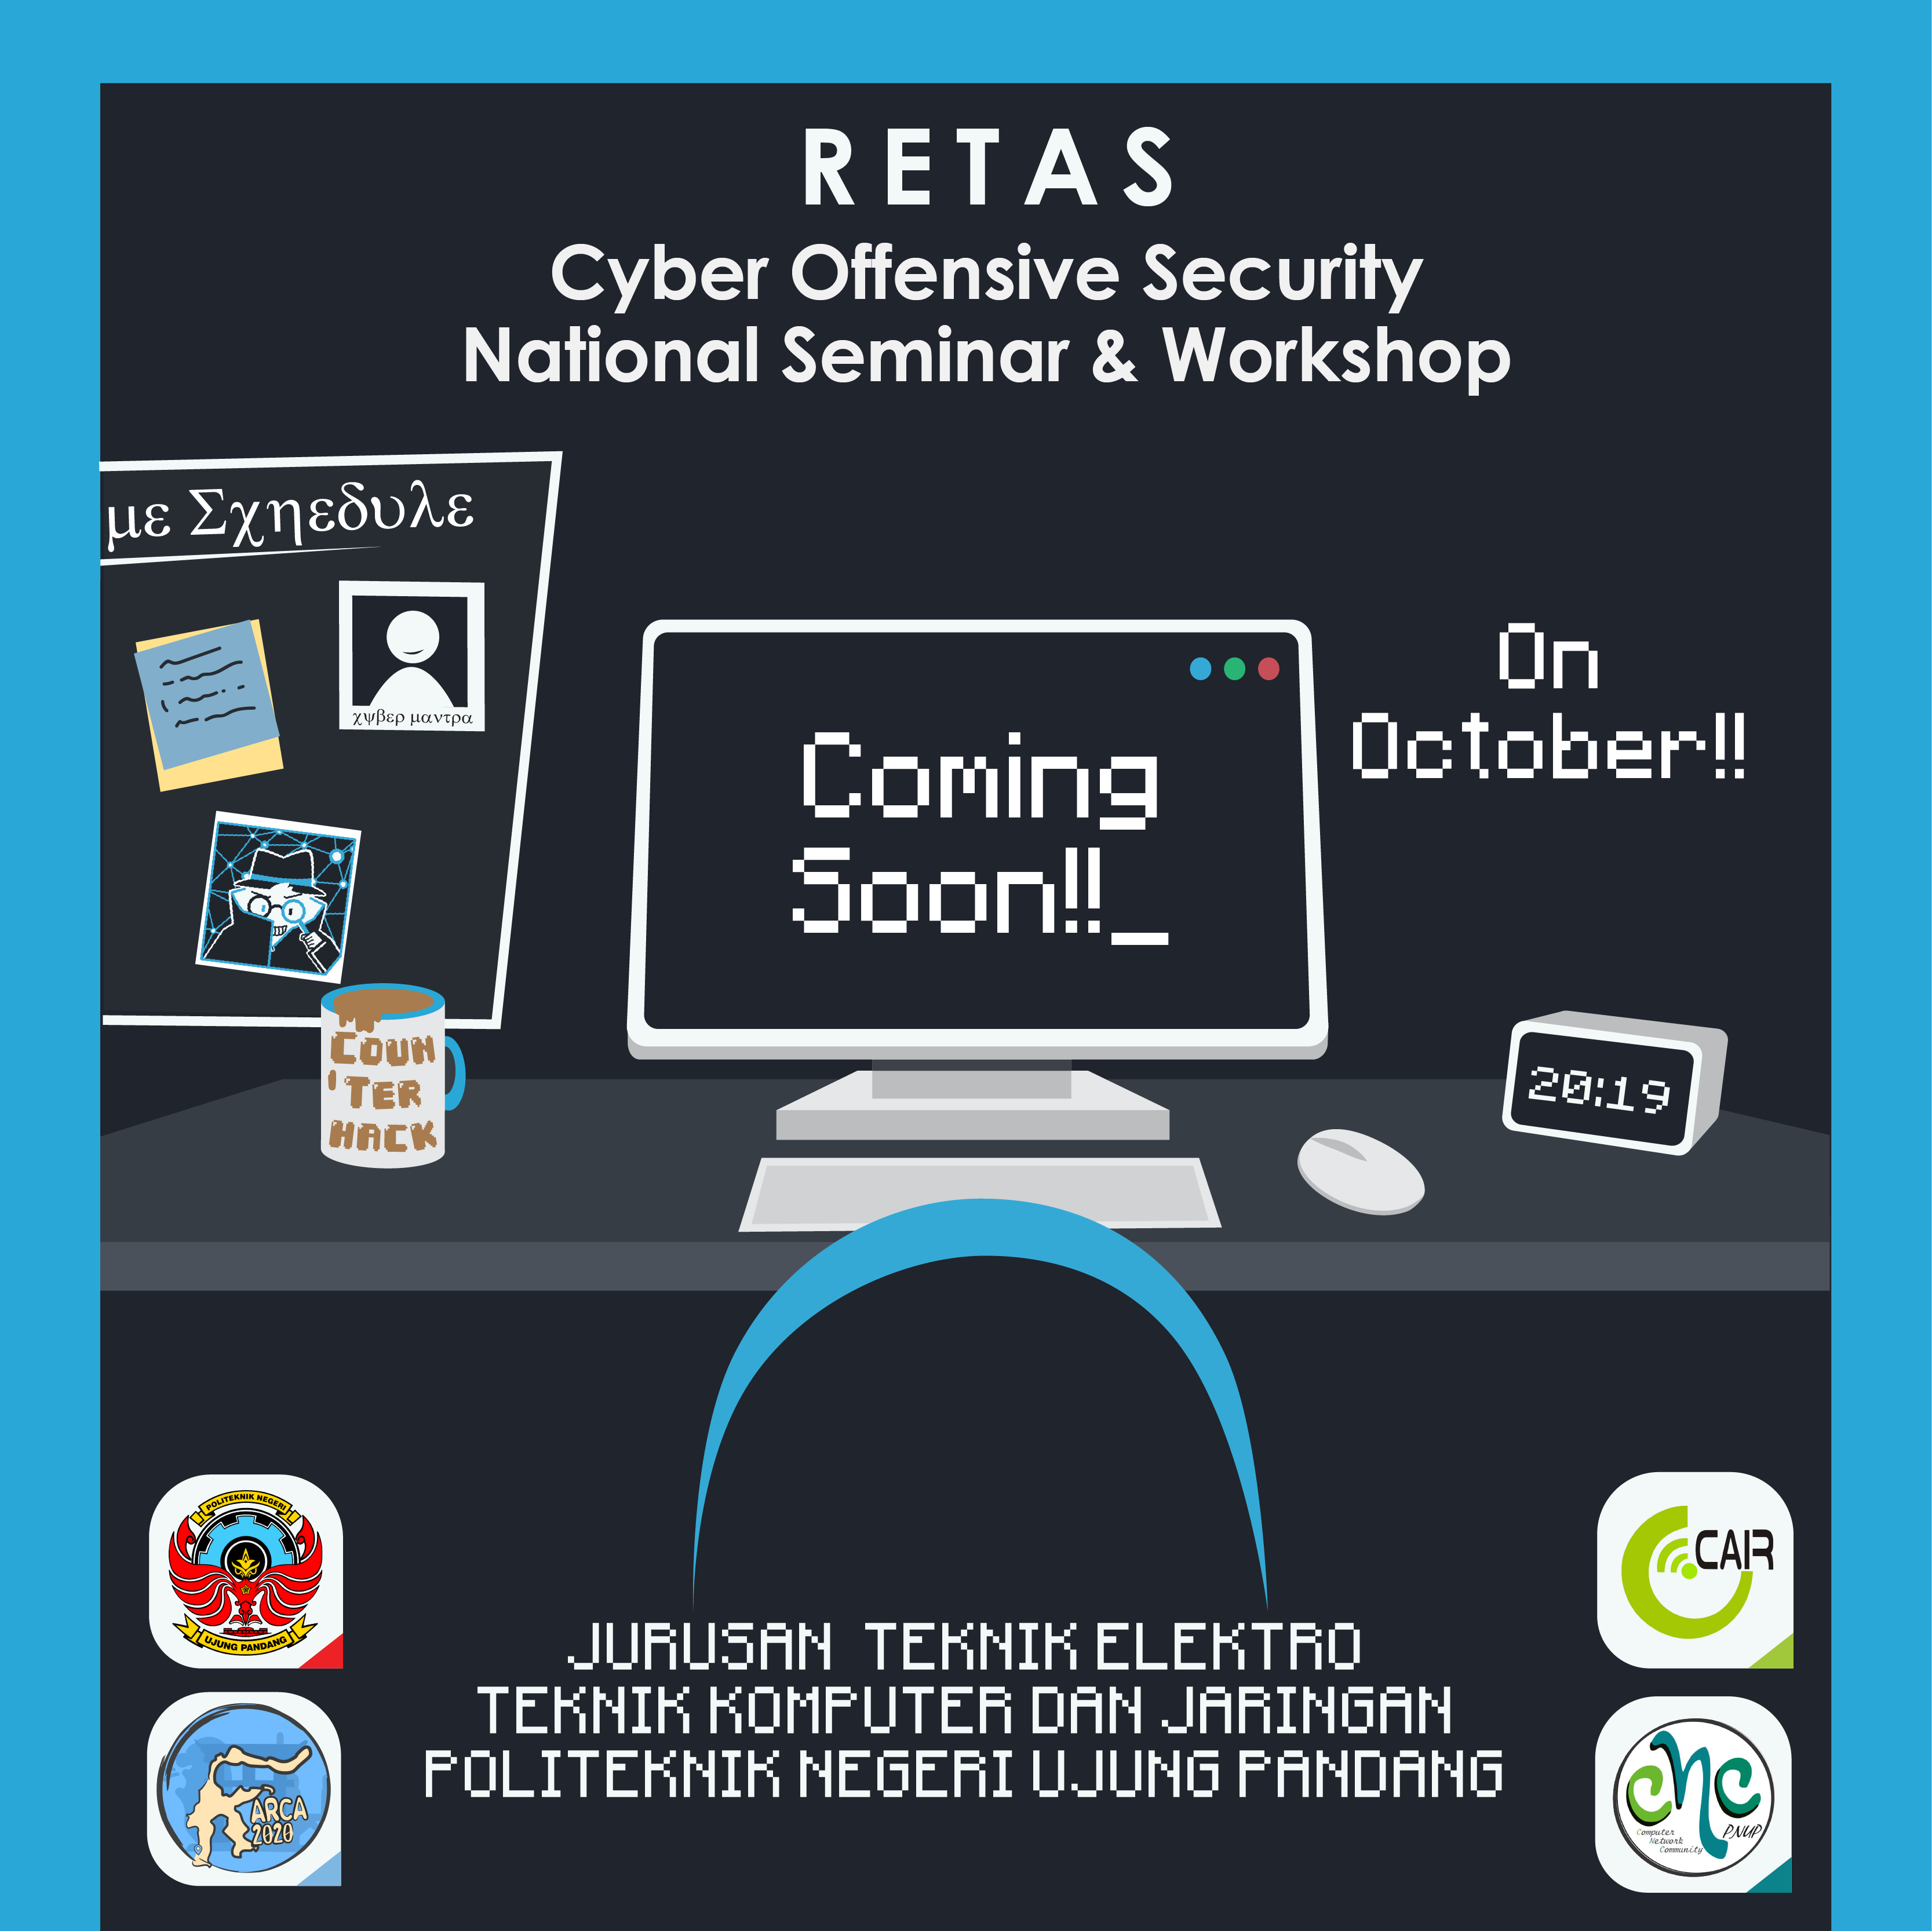 RETAS
Cyber Offensive Security
National Seminar & Workshop
με Σχηεδυλε
χψβερ μαντρα
On
October!!
Coming
Soon!!_
COUN
'TER
HACK
20:19
POLITEKNIK NEGERI
UJUNG PANDANG
CAIR
JURUSAN TEKNIK ELEKTRO
TEKNIK KOMPUTER DAN JARINGAN
POLITEKNIK NEGERI UJUNG PANDANG
ARCA
2020
cNc
Computer
Network
Community
PNUP